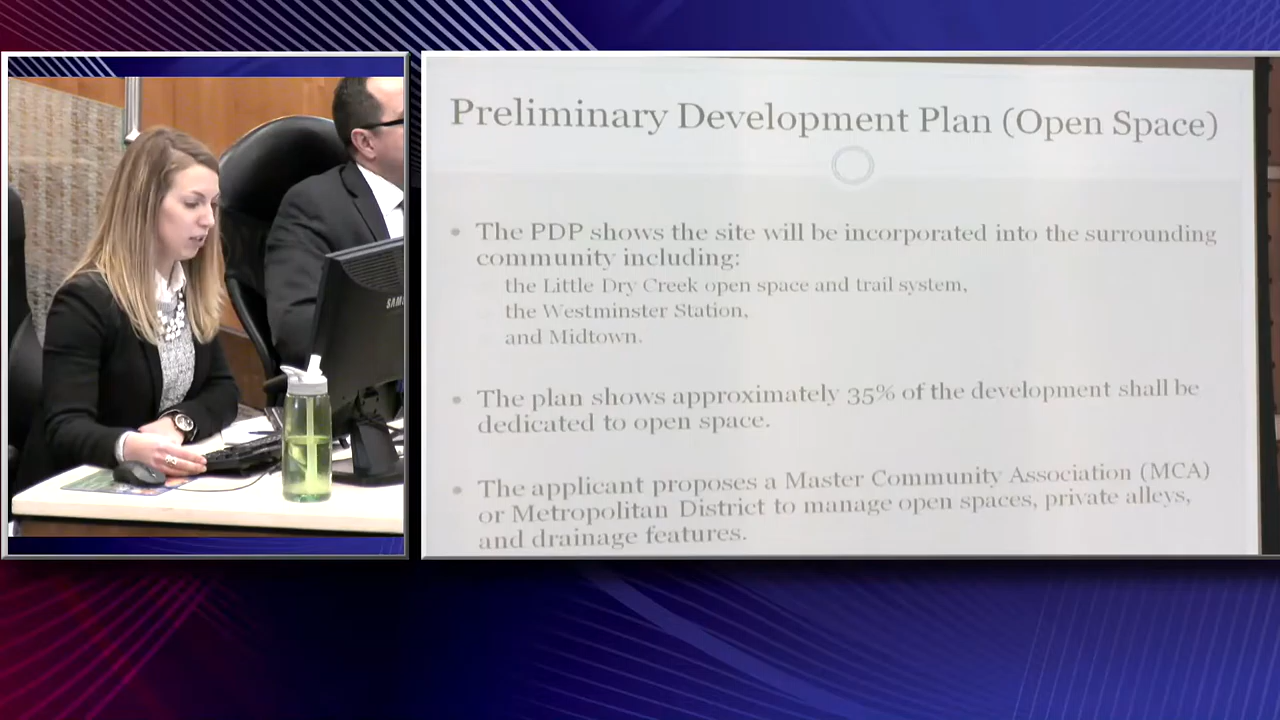 Preliminary Development Plan (Open Space)
• The PDP shows the site will be incorporated into the surrounding
community including:
the Little Dry Creek open space and trail system,
the Westminster Station,
and Midtown.
• The plan shows approximately 35% of the development shall be
dedicated to open space.
• The applicant proposes a Master Community Association (MCA)
or Metropolitan District to manage open spaces, private alleys,
and drainage features.